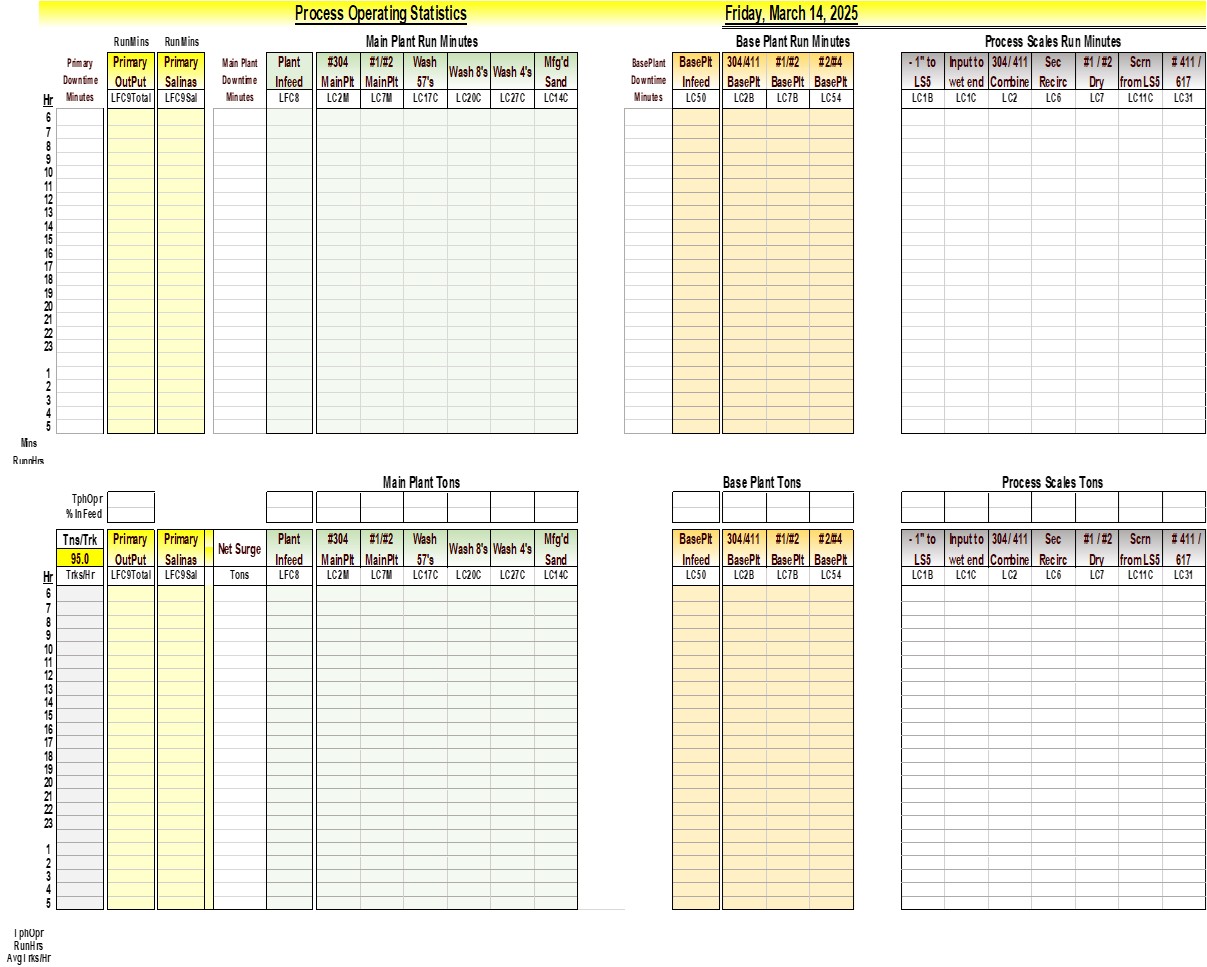 Process Operating Statistics Friday, March 14, 2025
RunMins RunMins Main Plant Run Minutes Base Plant Run Minutes Process Scales Run Minutes
Primary Primary Primary Main Plant Plant #304 #1/#2 Wash Wash 8's Wash 4's Mfg'd BasePlant BasePlt 304/411 #1/#2 #2/#4 - 1" to Input to 304/ 411 Sec #1 / #2 Scrn # 411 /
Downtime OutPut Salinas Downtime Infeed MainPlt MainPlt 57's Sand Downtime Infeed BasePlt BasePlt BasePlt LS5 wet end Combine Recirc Dry from LS5 617
Hr Minutes LFC9Total LFC9Sal Minutes LFC8 LC2M LC7M LC17C LC20C LC27C LC14C Minutes LC50 LC2B LC7B LC54 LC1B LC1C LC2 LC6 LC7 LC11C LC31
6
7
8
9
10
11
12
13
14
15
16
17
18
19
20
21
22
23
1
2
3
4
5
Mins
RunnHrs
Main Plant Tons Base Plant Tons Process Scales Tons
TphOpr
% InFeed
Tns/Trk Primary Primary Net Surge Plant #304 #1/#2 Wash Wash 8's Wash 4's Mfg'd BasePlt 304/411 #1/#2 #2/#4 - 1" to Input to 304/ 411 Sec #1 / #2 Scrn # 411 /
95.0 OutPut Salinas Infeed MainPlt MainPlt 57's Sand Infeed BasePlt BasePlt BasePlt LS5 wet end Combine Recirc Dry from LS5 617
Hr Trks/Hr LFC9Total LFC9Sal Tons LFC8 LC2M LC7M LC17C LC20C LC27C LC14C LC50 LC2B LC7B LC54 LC1B LC1C LC2 LC6 LC7 LC11C LC31
6
7
8
9
10
11
12
13
14
15
16
17
18
19
20
21
22
23
1
2
3
4
5
TphOpr
RunHrs
AvgTrks/Hr